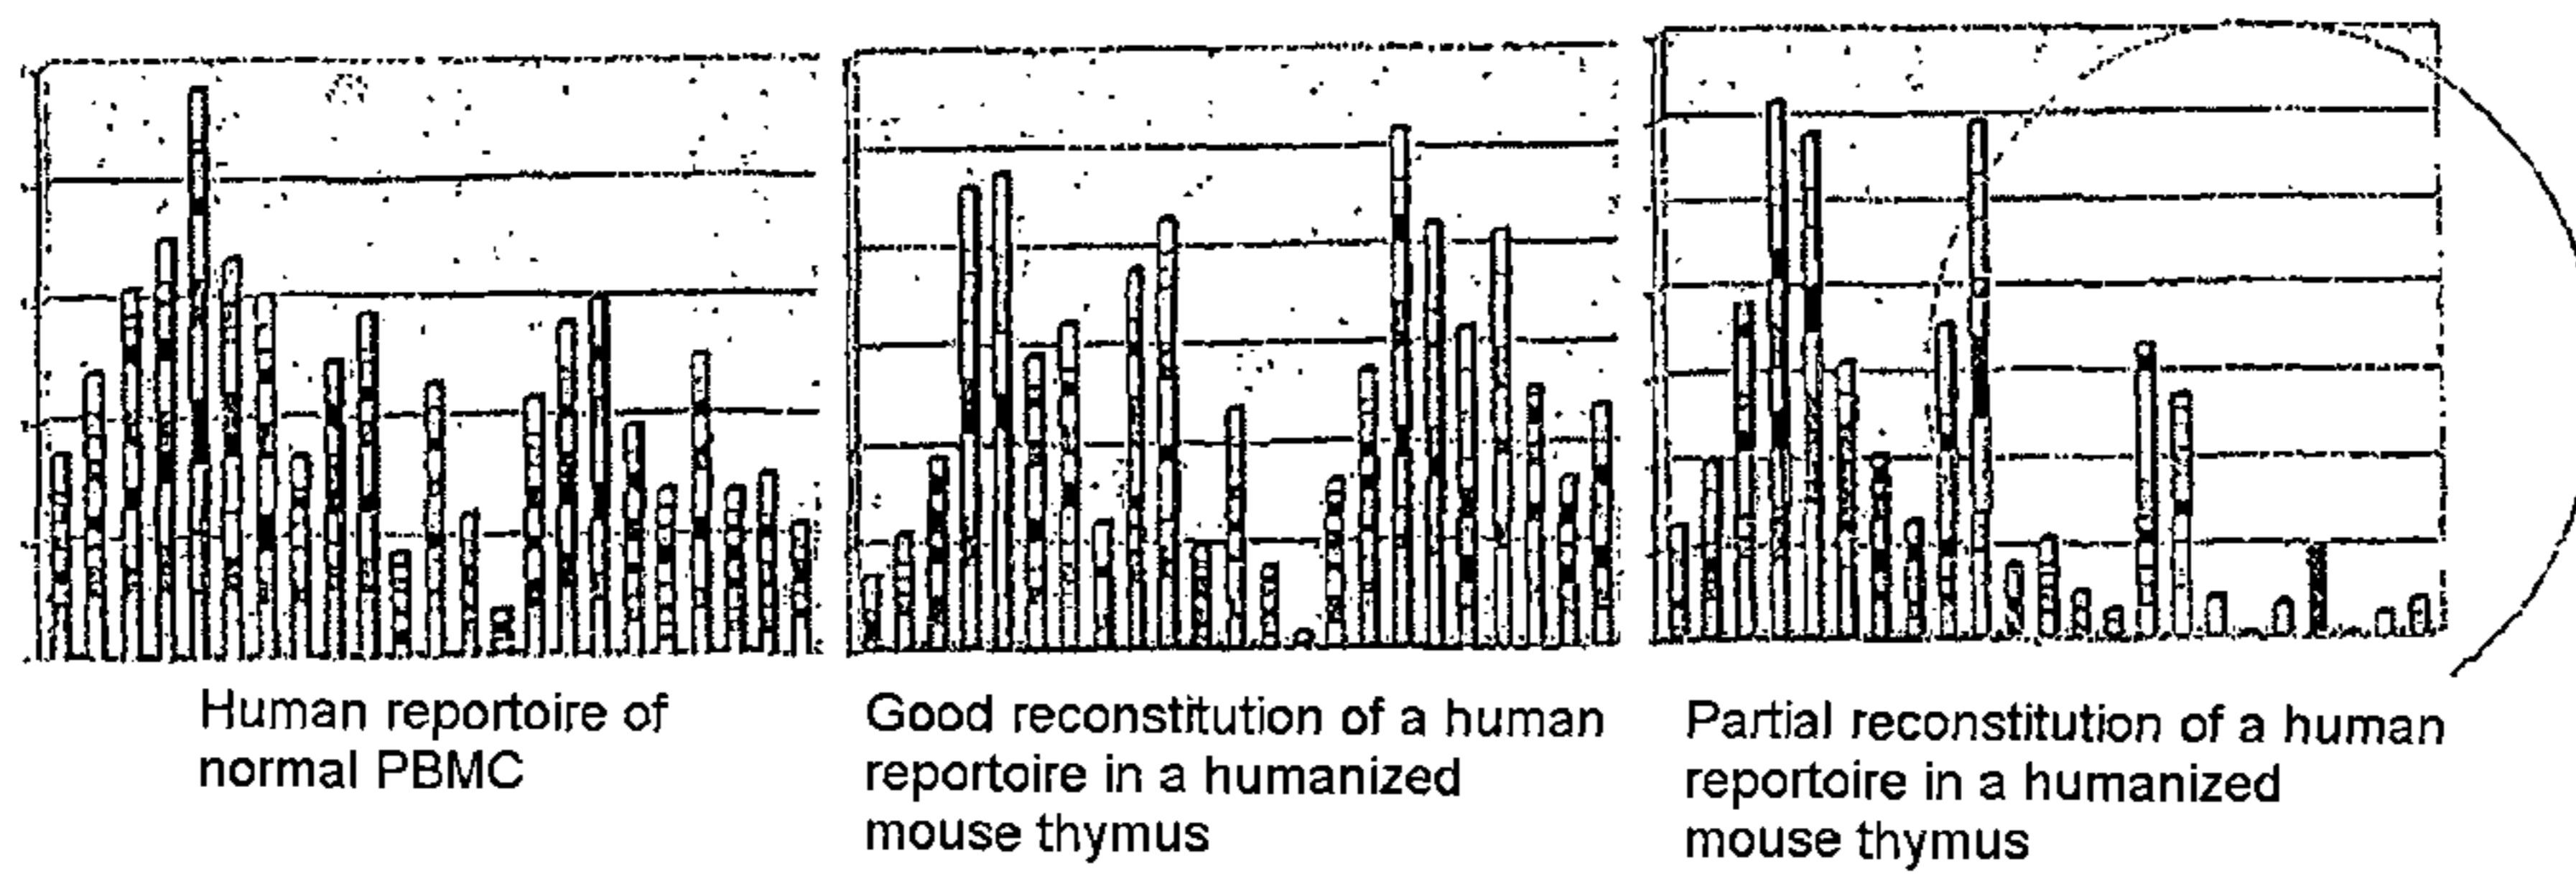 Human reportoire of
normal PBMC
Good reconstitution of a human
reportoire in a humanized
mouse thymus
Partial reconstitution of a human
reportoire in a humanized
mouse thymus